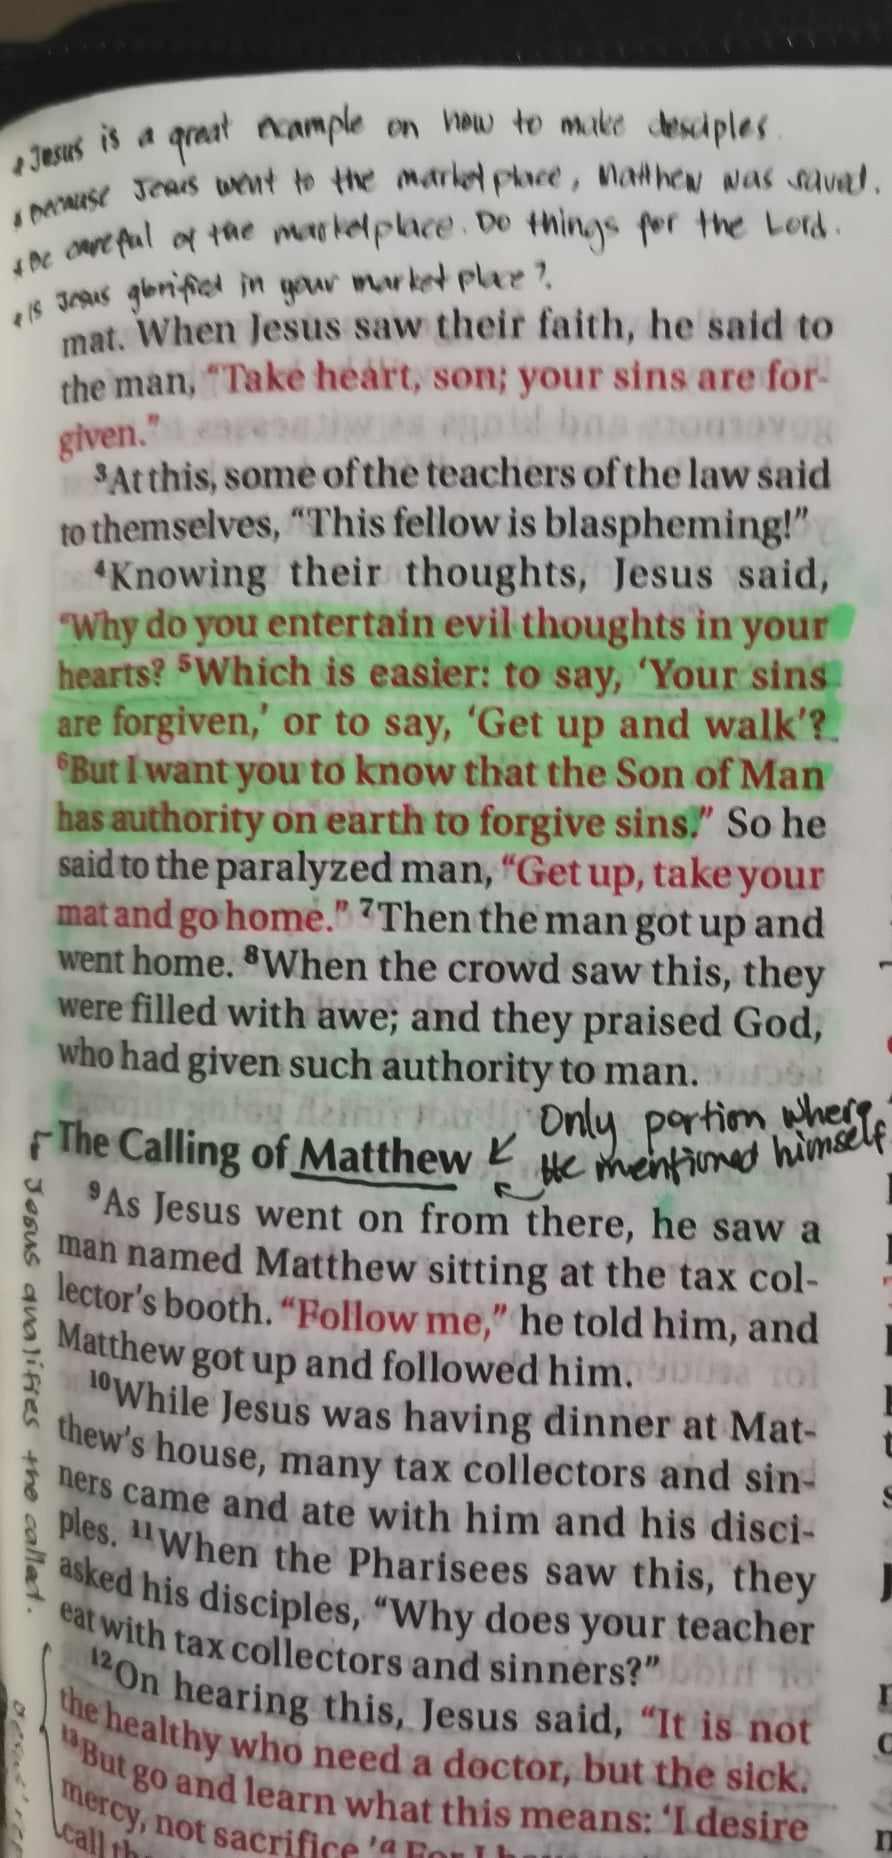 Jesus is a great example on how to make desciples.
because Jesus went to the marketplace, Matthew was saved.
Be careful of the marketplace. Do things for the Lord.
is Jesus glorified in your marketplace?
mat. When Jesus saw their faith, he said to
the man, “Take heart, son; your sins are for-
given.”
3At this, some of the teachers of the law said
to themselves, “This fellow is blaspheming!”
4Knowing their thoughts, Jesus said,
“Why do you entertain evil thoughts in your
hearts? 5Which is easier: to say, ‘Your sins
are forgiven,’ or to say, ‘Get up and walk’?
6But I want you to know that the Son of Man
has authority on earth to forgive sins.” So he
said to the paralyzed man, “Get up, take your
mat and go home.” 7Then the man got up and
went home. 8When the crowd saw this, they
were filled with awe; and they praised God,
who had given such authority to man.
Only portion where
The Calling of Matthew
He mentioned himself
Jesus qualifies the called.
9As Jesus went on from there, he saw a
man named Matthew sitting at the tax col-
lector’s booth. “Follow me,” he told him, and
Matthew got up and followed him.
10While Jesus was having dinner at Mat-
thew’s house, many tax collectors and sin-
ners came and ate with him and his disci-
ples. 11When the Pharisees saw this, they
asked his disciples, “Why does your teacher
eat with tax collectors and sinners?”
12On hearing this, Jesus said, “It is not
the healthy who need a doctor, but the sick.
13But go and learn what this means: ‘I desire
mercy, not sacrifice.’a For I
call